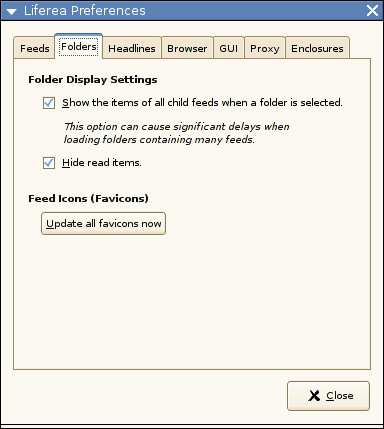 Liferea Preferences
Feeds Folders Headlines Browser GUI Proxy Enclosures
Folder Display Settings
Show the items of all child feeds when a folder is selected.
This option can cause significant delays when
loading folders containing many feeds.
Hide read items.
Feed Icons (Favicons)
Update all favicons now
Close